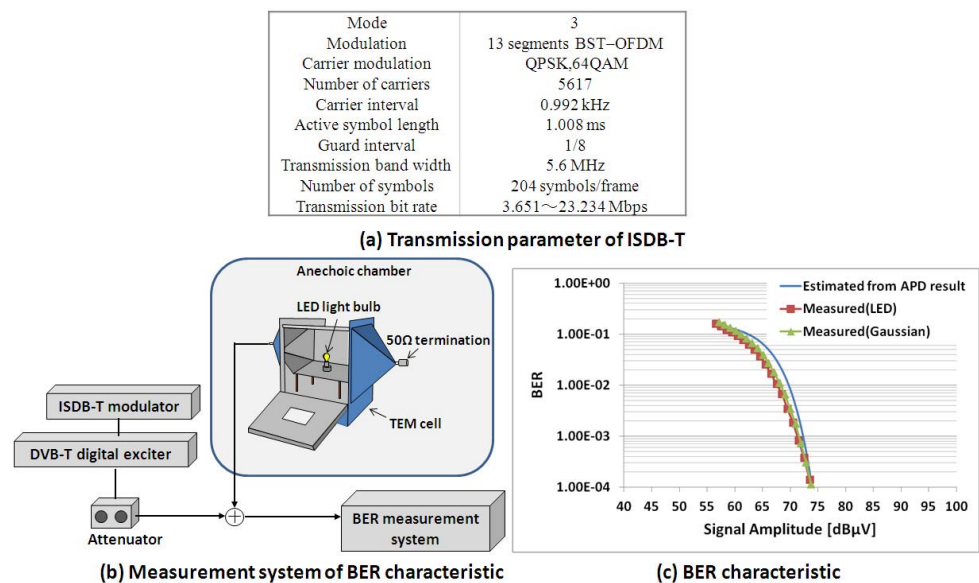 Mode 3
Modulation 13 segments BST−OFDM
Carrier modulation QPSK,64QAM
Number of carriers 5617
Carrier interval 0.992 kHz
Active symbol length 1.008 ms
Guard interval 1/8
Transmission band width 5.6 MHz
Number of symbols 204 symbols/frame
Transmission bit rate 3.651～23.234 Mbps
(a) Transmission parameter of ISDB-T
Anechoic chamber
LED light bulb
50Ω termination
TEM cell
ISDB-T modulator
DVB-T digital exciter
Attenuator
BER measurement
system
(b) Measurement system of BER characteristic
BER
1.00E+00
1.00E-01
1.00E-02
1.00E-03
1.00E-04
Estimated from APD result
Measured(LED)
Measured(Gaussian)
40 45 50 55 60 65 70 75 80 85 90 95 100
Signal Amplitude [dBμV]
(c) BER characteristic